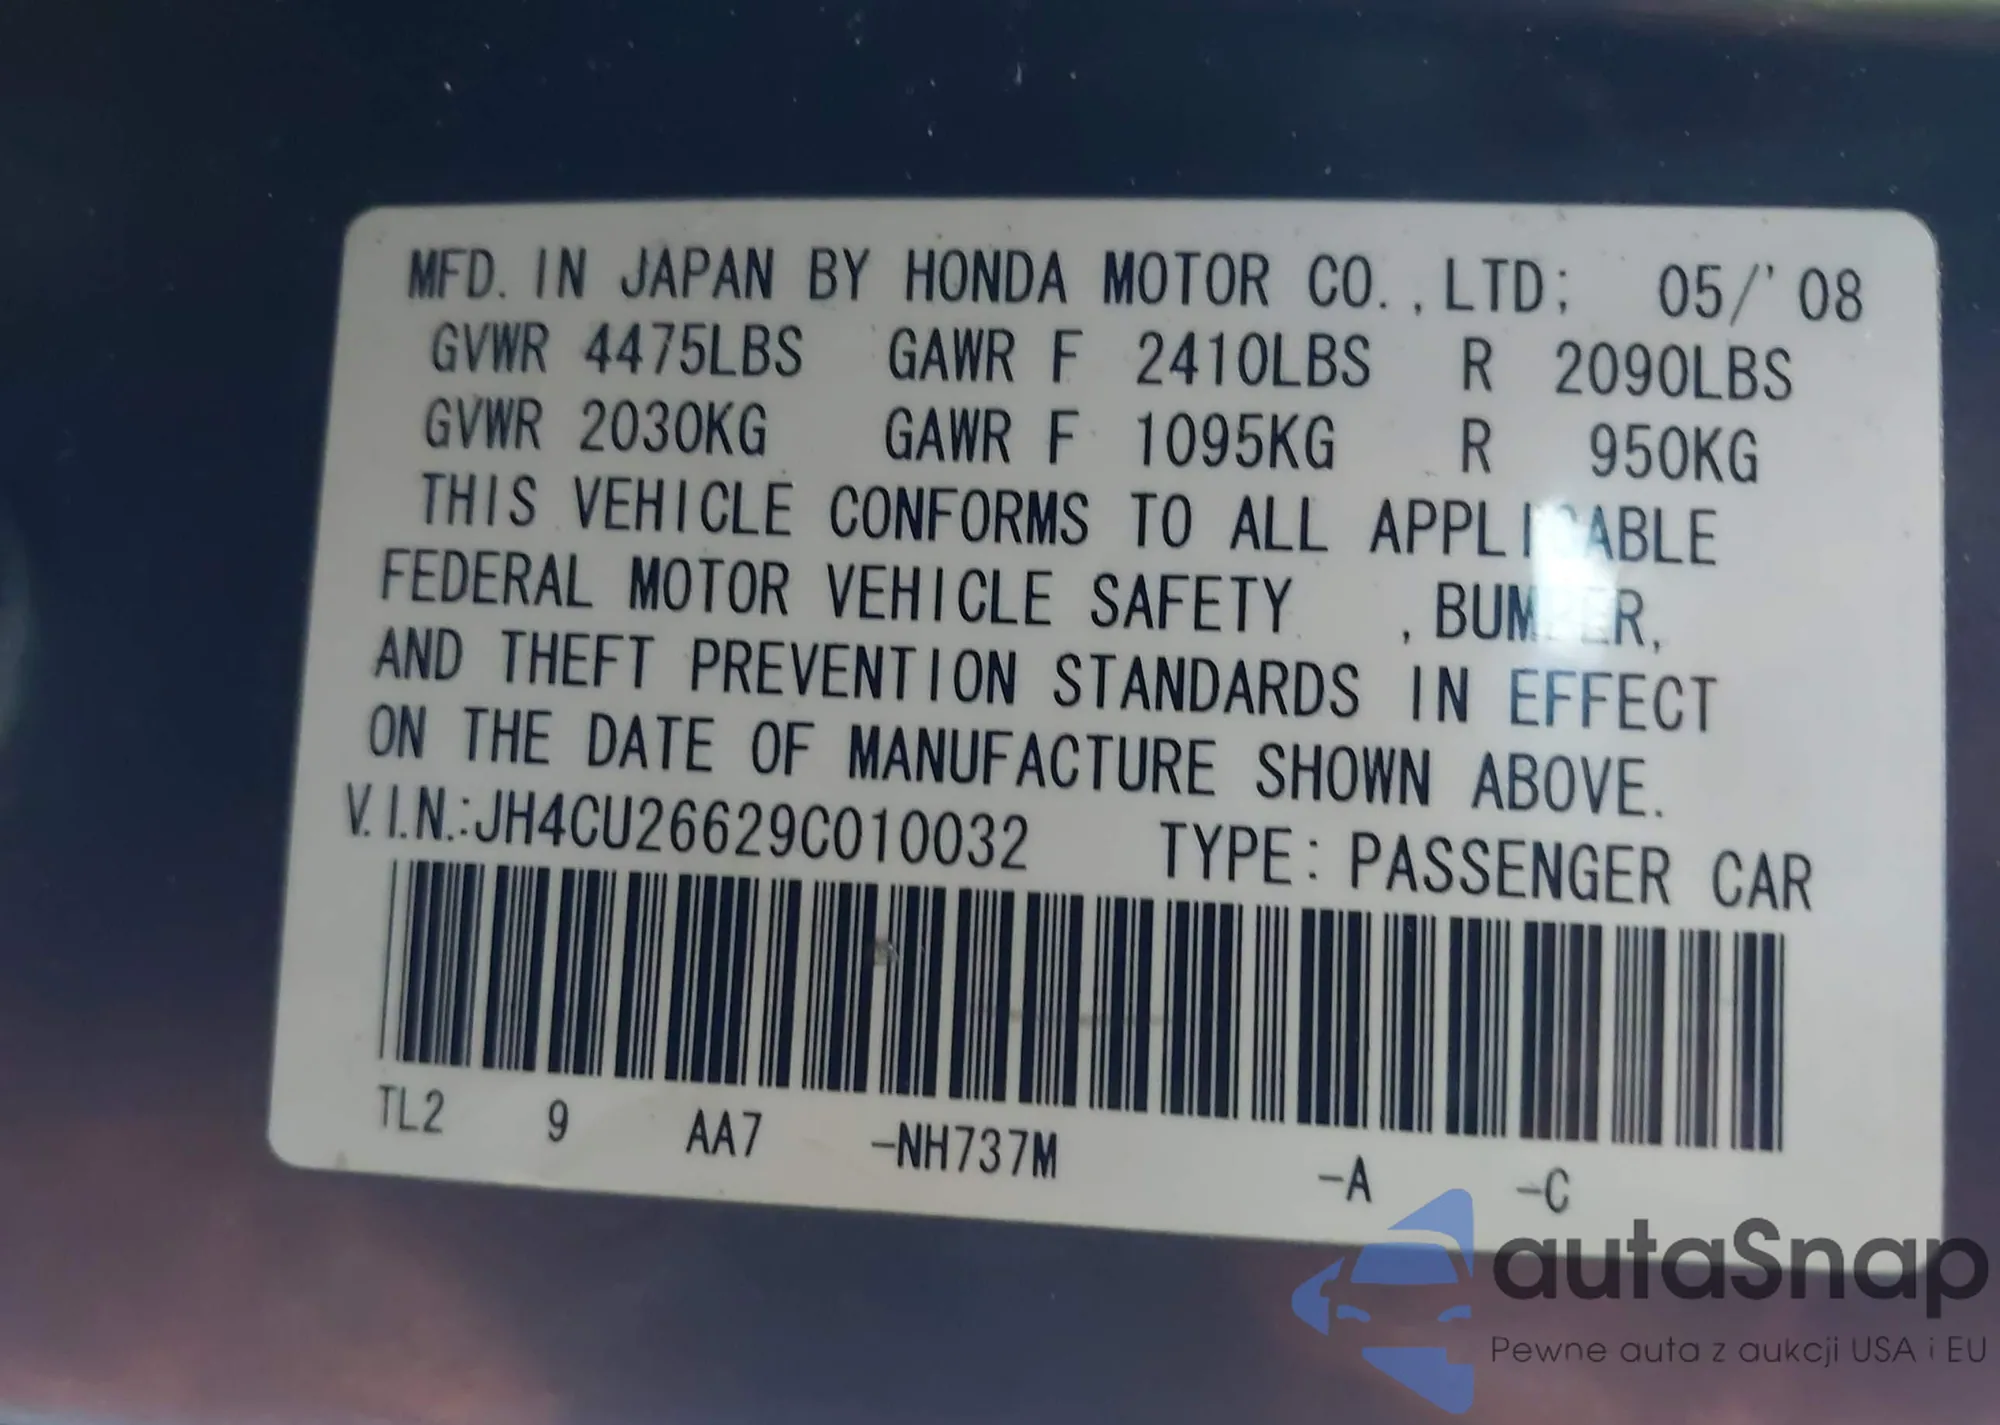 MFD. IN JAPAN BY HONDA MOTOR CO.,LTD; 05/'08
GVWR 4475LBS GAWR F 2410LBS R 2090LBS
GVWR 2030KG GAWR F 1095KG R 950KG
THIS VEHICLE CONFORMS TO ALL APPLICABLE
FEDERAL MOTOR VEHICLE SAFETY , BUMPER,
AND THEFT PREVENTION STANDARDS IN EFFECT
ON THE DATE OF MANUFACTURE SHOWN ABOVE.
V.I.N.:JH4CU26629C010032 TYPE: PASSENGER CAR
TL2 9 AA7 -NH737M -A -C
autaSnap
Pewne auta z aukcji USA i EU